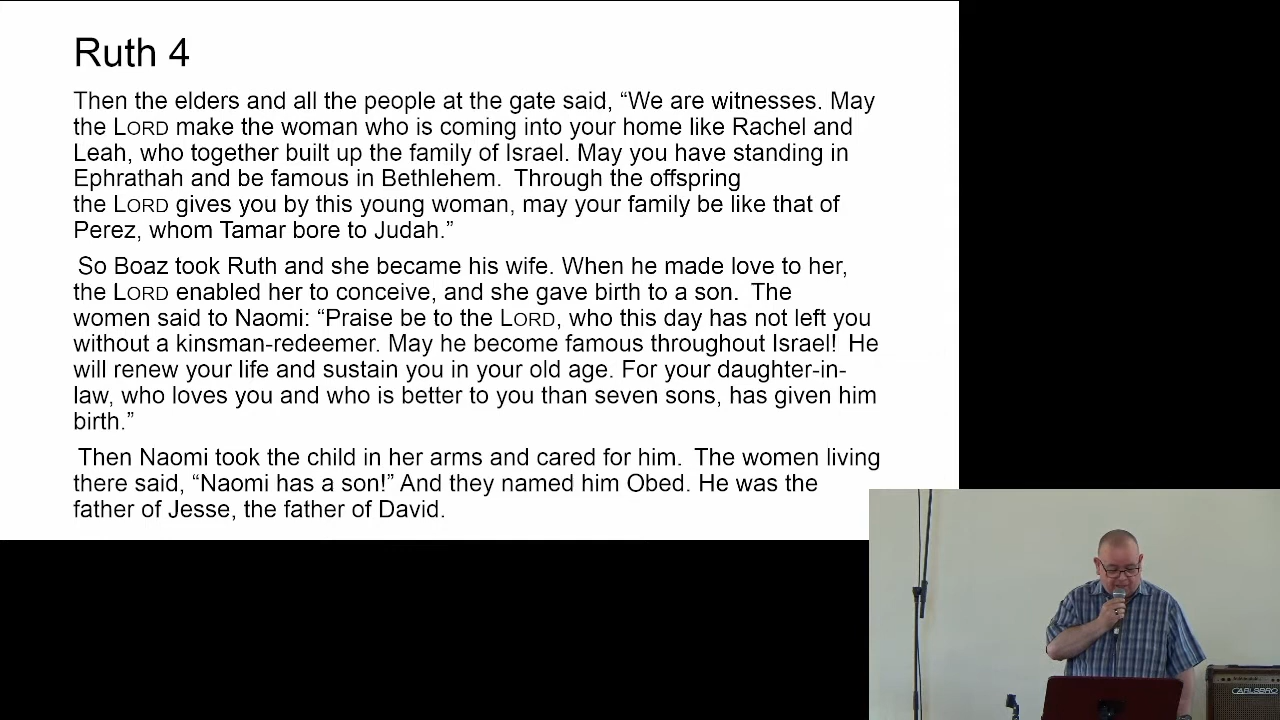 Ruth 4
Then the elders and all the people at the gate said, “We are witnesses. May
the LORD make the woman who is coming into your home like Rachel and
Leah, who together built up the family of Israel. May you have standing in
Ephrathah and be famous in Bethlehem.  Through the offspring
the LORD gives you by this young woman, may your family be like that of
Perez, whom Tamar bore to Judah.”
So Boaz took Ruth and she became his wife. When he made love to her,
the LORD enabled her to conceive, and she gave birth to a son.  The
women said to Naomi: “Praise be to the LORD, who this day has not left you
without a kinsman-redeemer. May he become famous throughout Israel!  He
will renew your life and sustain you in your old age. For your daughter-in-
law, who loves you and who is better to you than seven sons, has given him
birth.”
Then Naomi took the child in her arms and cared for him.  The women living
there said, “Naomi has a son!” And they named him Obed. He was the
father of Jesse, the father of David.
CARLSBRO